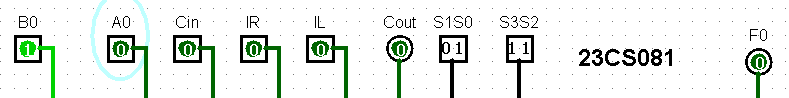 B0 A0 Cin IR IL Cout S1S0 S3S2 F0
1 0 0 0 0 0 01 11 23CS081 0